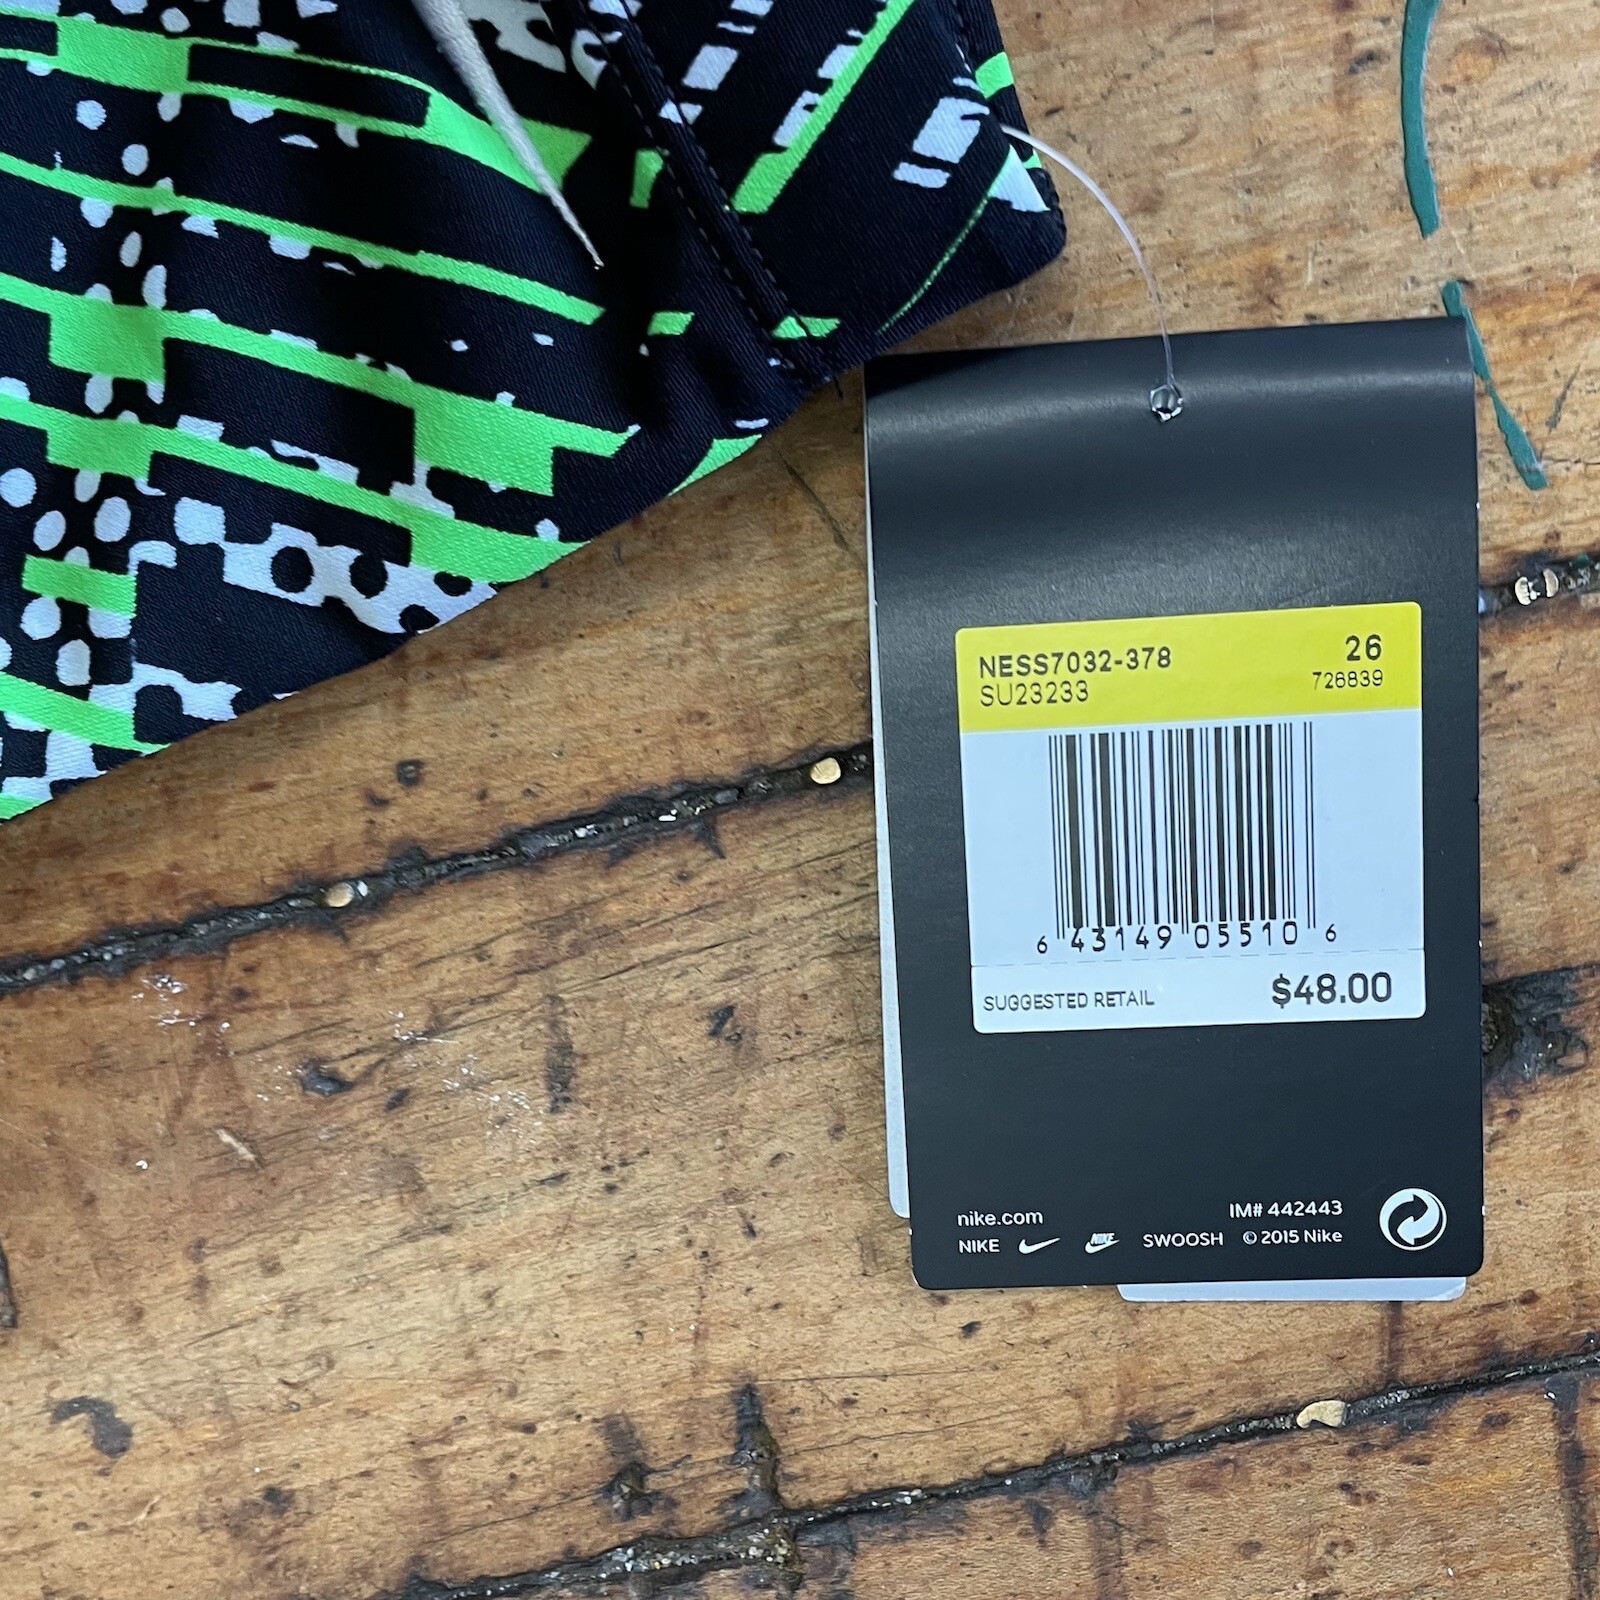 NESS7032-378 26
SU23233 726839
6 43149 05510 6
SUGGESTED RETAIL $48.00
nike.com IM# 442443
NIKE NIKE SWOOSH © 2015 Nike